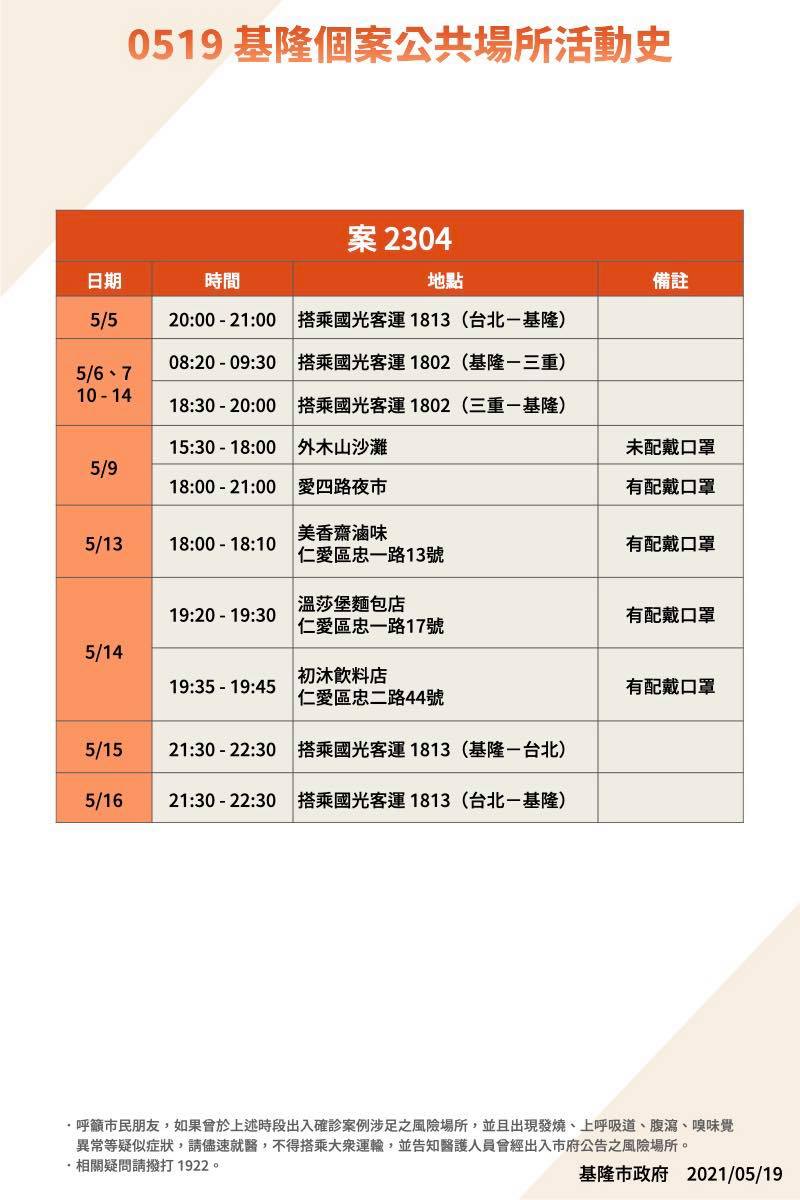 0519 基隆個案公共場所活動史
案 2304
日期 時間 地點 備註
5/5 20:00 - 21:00 搭乘國光客運 1813（台北－基隆）
5/6、7
10 - 14
08:20 - 09:30 搭乘國光客運 1802（基隆－三重）
18:30 - 20:00 搭乘國光客運 1802（三重－基隆）
5/9
15:30 - 18:00 外木山沙灘 未配戴口罩
18:00 - 21:00 愛四路夜市 有配戴口罩
5/13 18:00 - 18:10 美香齋滷味
仁愛區忠一路13號 有配戴口罩
5/14
19:20 - 19:30 溫莎堡麵包店
仁愛區忠一路17號 有配戴口罩
19:35 - 19:45 初沐飲料店
仁愛區忠二路44號 有配戴口罩
5/15 21:30 - 22:30 搭乘國光客運 1813（基隆－台北）
5/16 21:30 - 22:30 搭乘國光客運 1813（台北－基隆）
· 呼籲市民朋友，如果曾於上述時段出入確診案例涉足之風險場所，並且出現發燒、上呼吸道、腹瀉、嗅味覺
異常等疑似症狀，請儘速就醫，不得搭乘大衆運輸，並告知醫護人員曾經出入市府公告之風險場所。
· 相關疑問請撥打 1922。
基隆市政府 2021/05/19